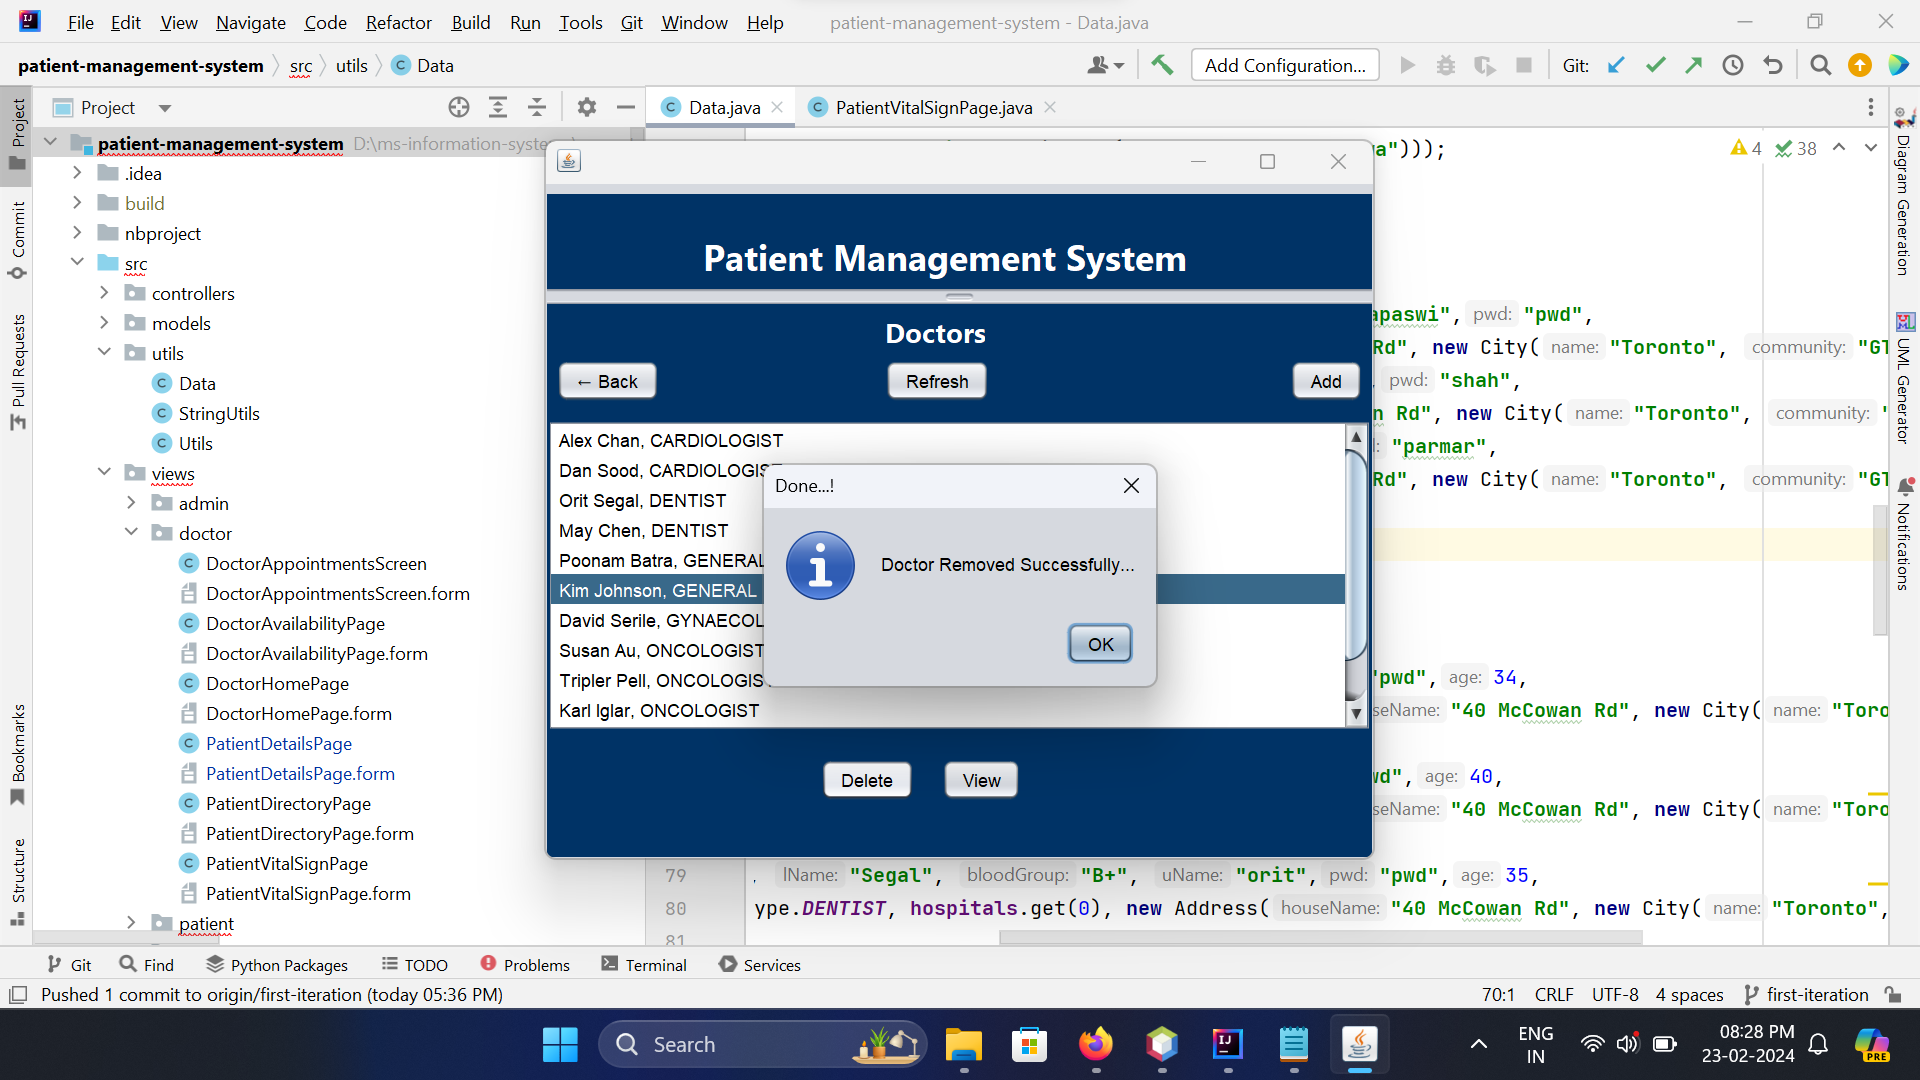 File Edit View Navigate Code Refactor Build Run Tools Git Window Help patient-management-system - Data.java
patient-management-system src utils Data Add Configuration... Git:
Project Data.java PatientVitalSignPage.java
patient-management-system D:\ms-information-syste
.idea
build
nbproject
src
controllers
models
utils
Data
StringUtils
Utils
views
admin
doctor
DoctorAppointmentsScreen
DoctorAppointmentsScreen.form
DoctorAvailabilityPage
DoctorAvailabilityPage.form
DoctorHomePage
DoctorHomePage.form
PatientDetailsPage
PatientDetailsPage.form
PatientDirectoryPage
PatientDirectoryPage.form
PatientVitalSignPage
PatientVitalSignPage.form
patient
Project
Commit
Pull Requests
Bookmarks
Structure
Patient Management System
Doctors
← Back Refresh Add
Alex Chan, CARDIOLOGIST
Dan Sood, CARDIOLOGIST
Orit Segal, DENTIST
May Chen, DENTIST
Poonam Batra, GENERAL
Kim Johnson, GENERAL
David Serile, GYNAECOL
Susan Au, ONCOLOGIST
Tripler Pell, ONCOLOGIS
Karl Iglar, ONCOLOGIST
Done...!
Doctor Removed Successfully...
OK
Delete View
a")));
4 38
apaswi", pwd: "pwd",
Rd", new City( name: "Toronto", community: "GT
pwd: "shah",
n Rd", new City( name: "Toronto", community: "
: "parmar",
Rd", new City( name: "Toronto", community: "GT
"pwd", age: 34,
seName: "40 McCowan Rd", new City( name: "Toro
wd", age: 40,
seName: "40 McCowan Rd", new City( name: "Toro
79 , lName: "Segal", bloodGroup: "B+", uName: "orit", pwd: "pwd", age: 35,
80 ype.DENTIST, hospitals.get(0), new Address( houseName: "40 McCowan Rd", new City( name: "Toronto",
81
Diagram Generation
UML Generator
Notifications
Git Find Python Packages TODO Problems Terminal Services
Pushed 1 commit to origin/first-iteration (today 05:36 PM) 70:1 CRLF UTF-8 4 spaces first-iteration
Search
ENG
IN
08:28 PM
23-02-2024
PRE